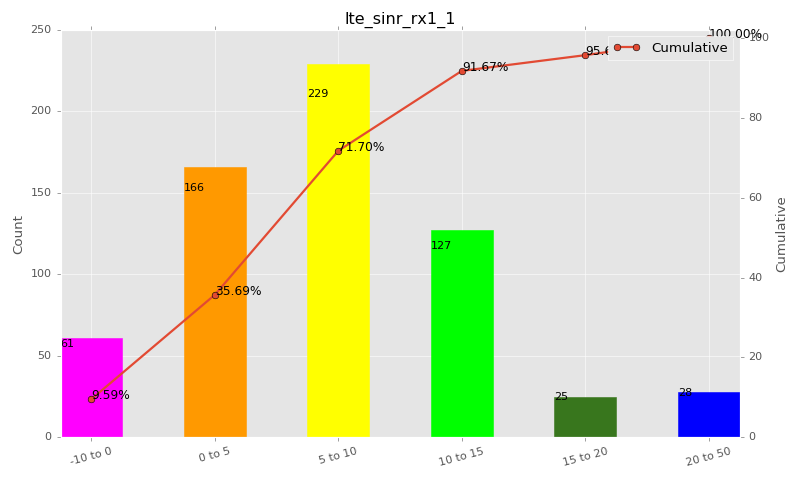 lte_sinr_rx1_1
250
200
150
100
50
0
Count
100
80
60
40
20
0
Cumulative
Cumulative
61
166
229
127
25
28
9.59%
35.69%
71.70%
91.67%
95.6
100.00%
-10 to 0
0 to 5
5 to 10
10 to 15
15 to 20
20 to 50